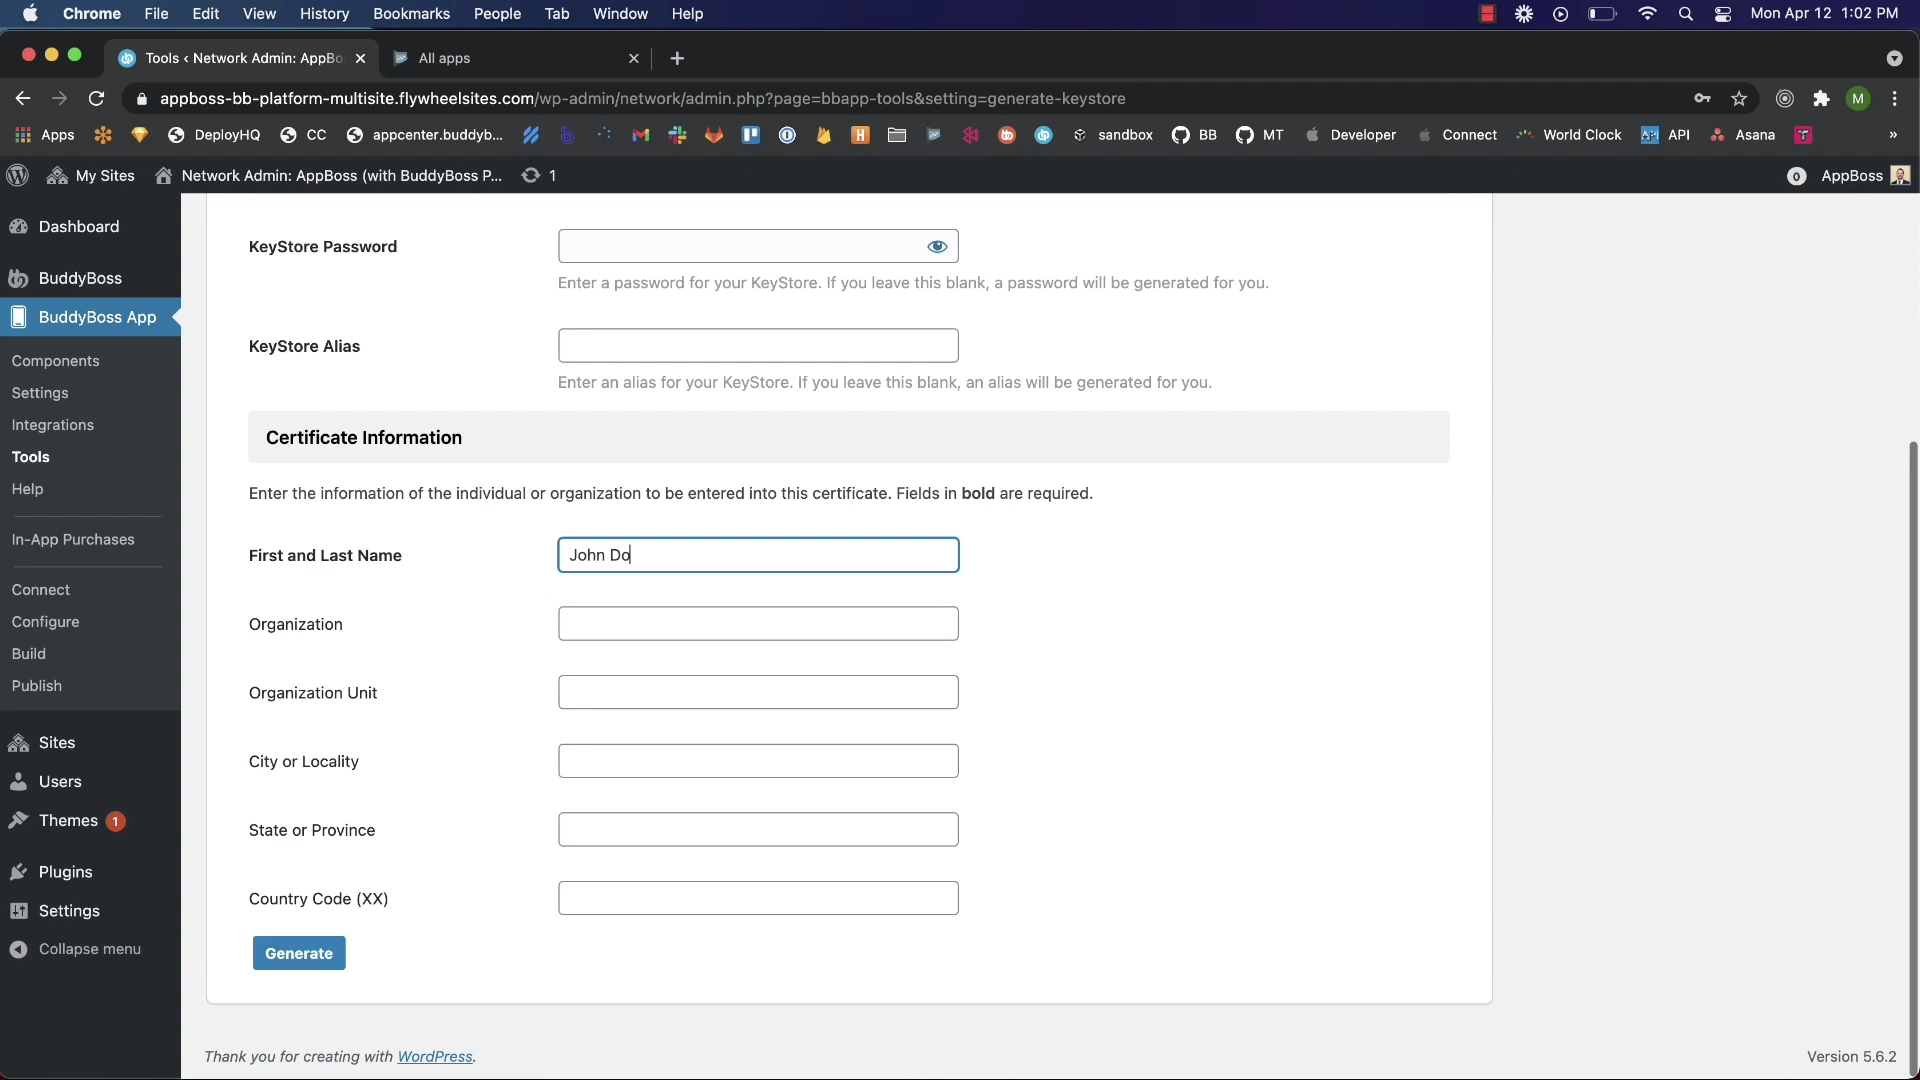 Chrome File Edit View History Bookmarks People Tab Window Help Mon Apr 12 1:02 PM
Tools ‹ Network Admin: AppBo All apps
appboss-bb-platform-multisite.flywheelsites.com/wp-admin/network/admin.php?page=bbapp-tools&setting=generate-keystore M
Apps DeployHQ CC appcenter.buddyb... H sandbox BB MT Developer Connect World Clock API Asana »
My Sites Network Admin: AppBoss (with BuddyBoss P... 1 0 AppBoss
Dashboard
BuddyBoss
BuddyBoss App
Components
Settings
Integrations
Tools
Help
In-App Purchases
Connect
Configure
Build
Publish
Sites
Users
Themes 1
Plugins
Settings
Collapse menu
KeyStore Password
Enter a password for your KeyStore. If you leave this blank, a password will be generated for you.
KeyStore Alias
Enter an alias for your KeyStore. If you leave this blank, an alias will be generated for you.
Certificate Information
Enter the information of the individual or organization to be entered into this certificate. Fields in bold are required.
First and Last Name John Do
Organization
Organization Unit
City or Locality
State or Province
Country Code (XX)
Generate
Thank you for creating with WordPress. Version 5.6.2